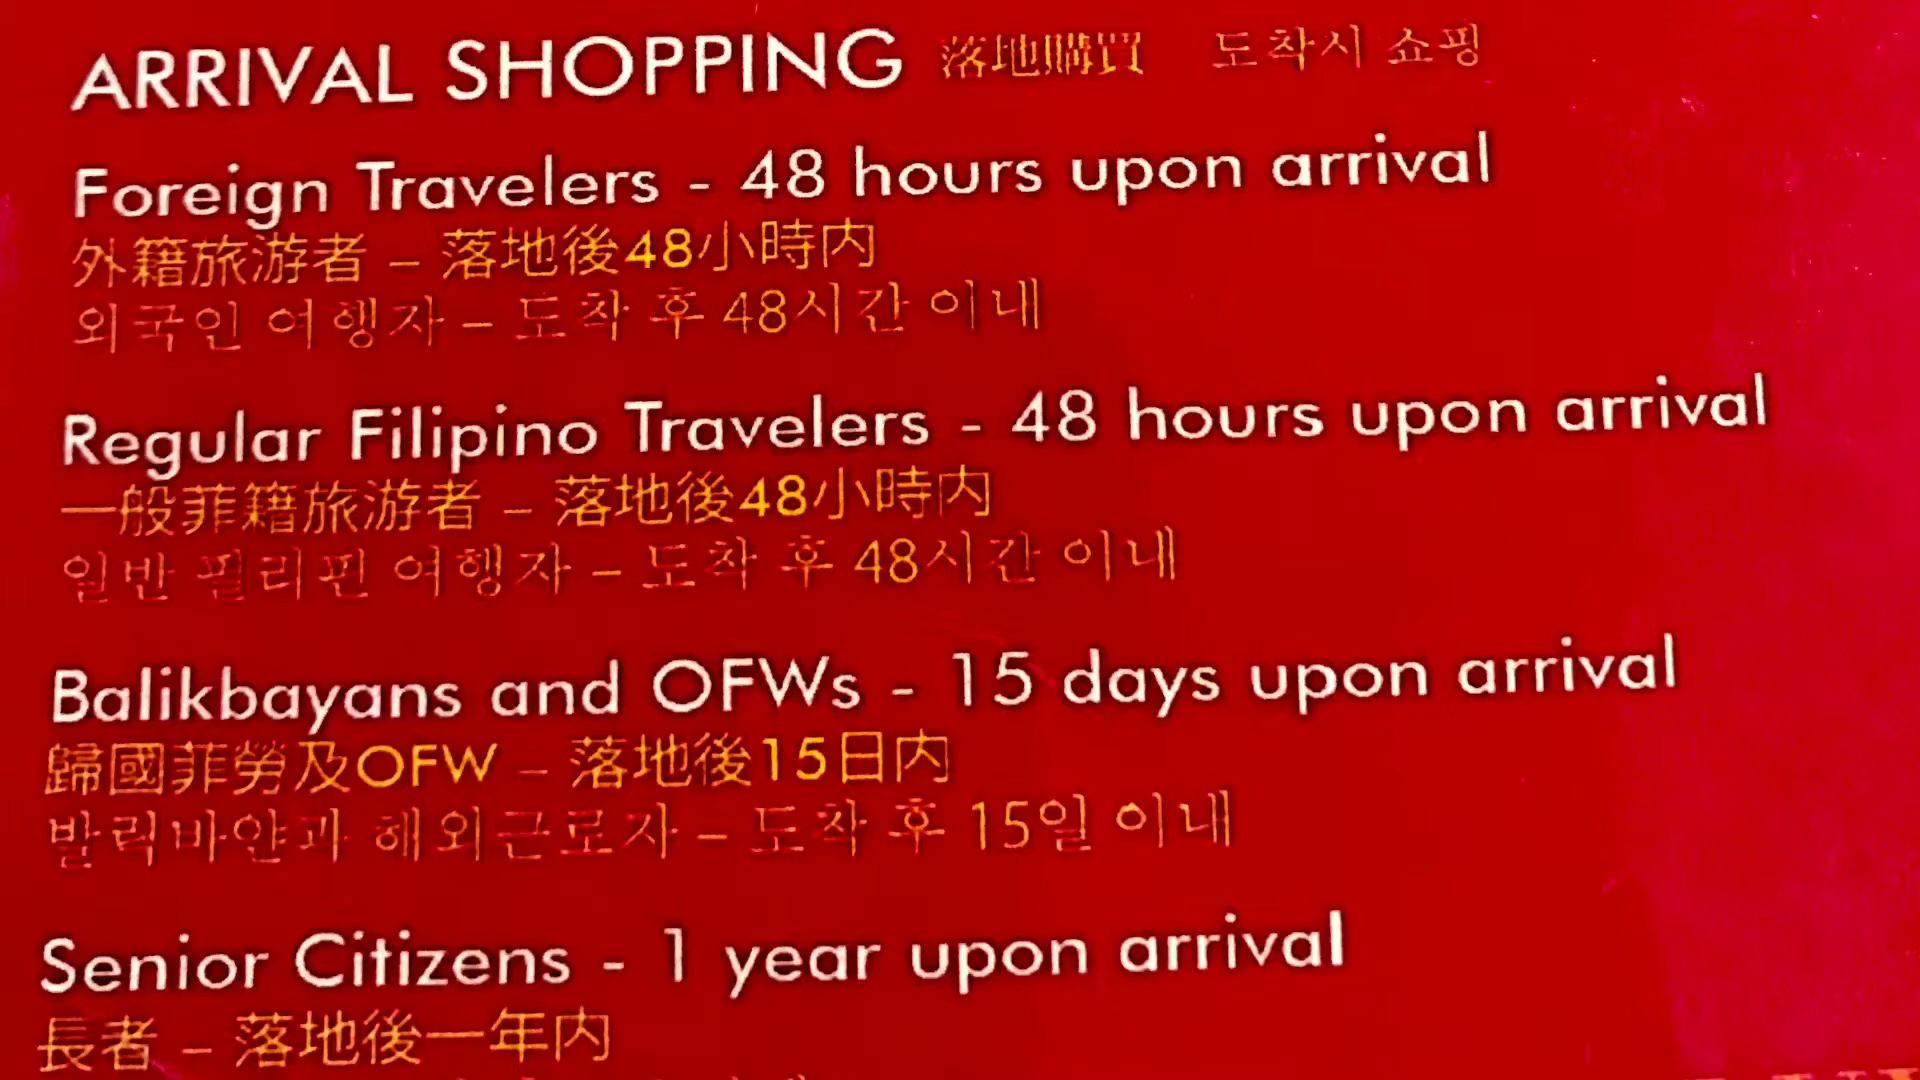 ARRIVAL SHOPPING 落地購買 도착시 쇼핑
Foreign Travelers - 48 hours upon arrival
外籍旅游者 – 落地後48小時内
외국인 여행자 – 도착 후 48시간 이내
Regular Filipino Travelers - 48 hours upon arrival
一般菲籍旅游者 – 落地後48小時内
일반 필리핀 여행자 – 도착 후 48시간 이내
Balikbayans and OFWs - 15 days upon arrival
歸國菲勞及OFW – 落地後15日内
발릭바얀과 해외근로자 – 도착 후 15일 이내
Senior Citizens - 1 year upon arrival
長者 – 落地後一年内